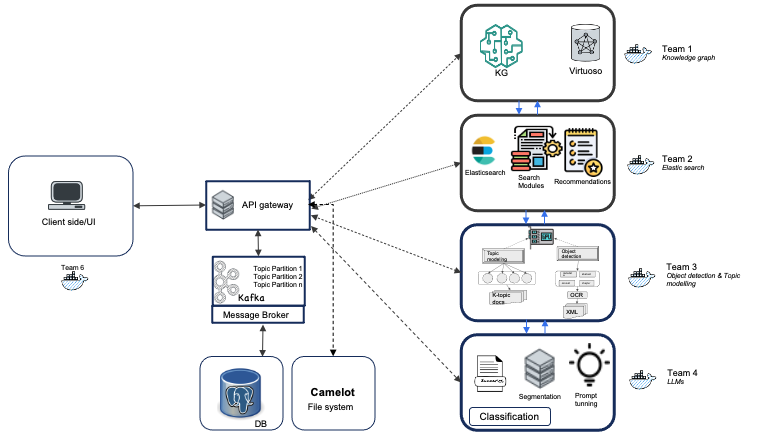 KG
Virtuoso
Team 1
Knowledge graph
Elasticsearch
Search
Modules
Recommendations
Team 2
Elastic search
Client side/UI
Team 6
API gateway
Topic Partition 1
Topic Partition 2
Topic Partition n
Kafka
Message Broker
DB
Camelot
File system
Topic
modeling
Object
detection
K-topic
docs
OCR
XML
Team 3
Object detection & Topic
modelling
Segmentation
Prompt
tunning
Classification
Team 4
LLMs